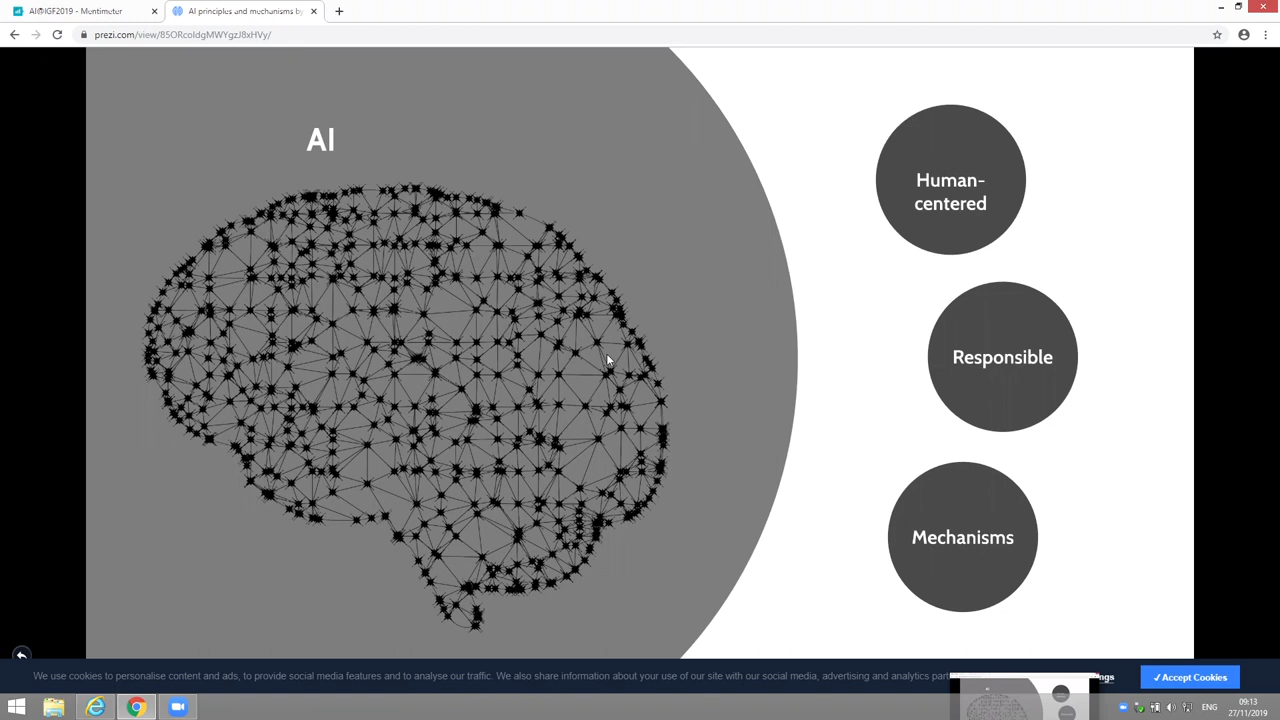 AI@IGF2019 - Mentimeter
AI principles and mechanisms by
prezi.com/view/85ORcoldgMWYgzJ8xHVy/
AI
Human-
centered
Responsible
Mechanisms
We use cookies to personalise content and ads, to provide social media features and to analyse our traffic. We also share information about your use of our site with our social media, advertising and analytics part
ngs
✓ Accept Cookies
ENG
09:13
27/11/2019